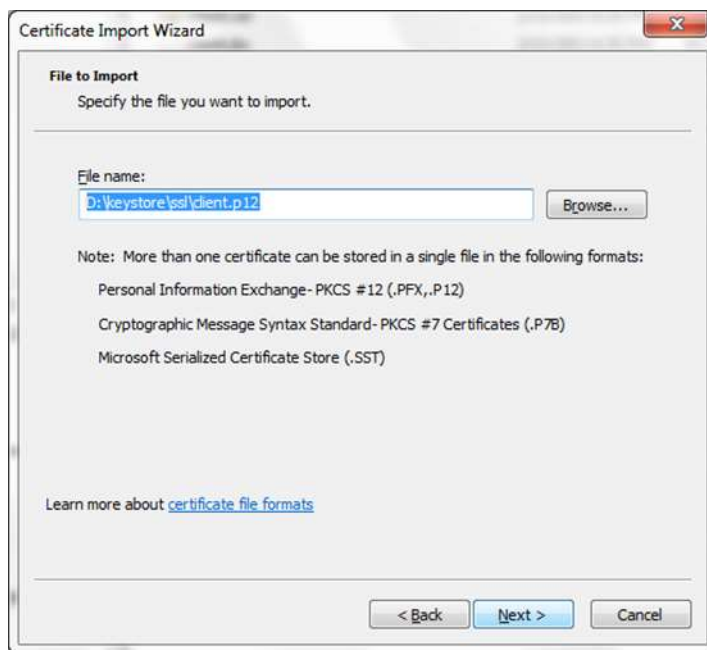 Certificate Import Wizard
File to Import
Specify the file you want to import.
File name:
D:\keystore\ssl\client.p12
Browse...
Note: More than one certificate can be stored in a single file in the following formats:
Personal Information Exchange- PKCS #12 (.PFX,.P12)
Cryptographic Message Syntax Standard- PKCS #7 Certificates (.P7B)
Microsoft Serialized Certificate Store (.SST)
Learn more about certificate file formats
< Back
Next >
Cancel